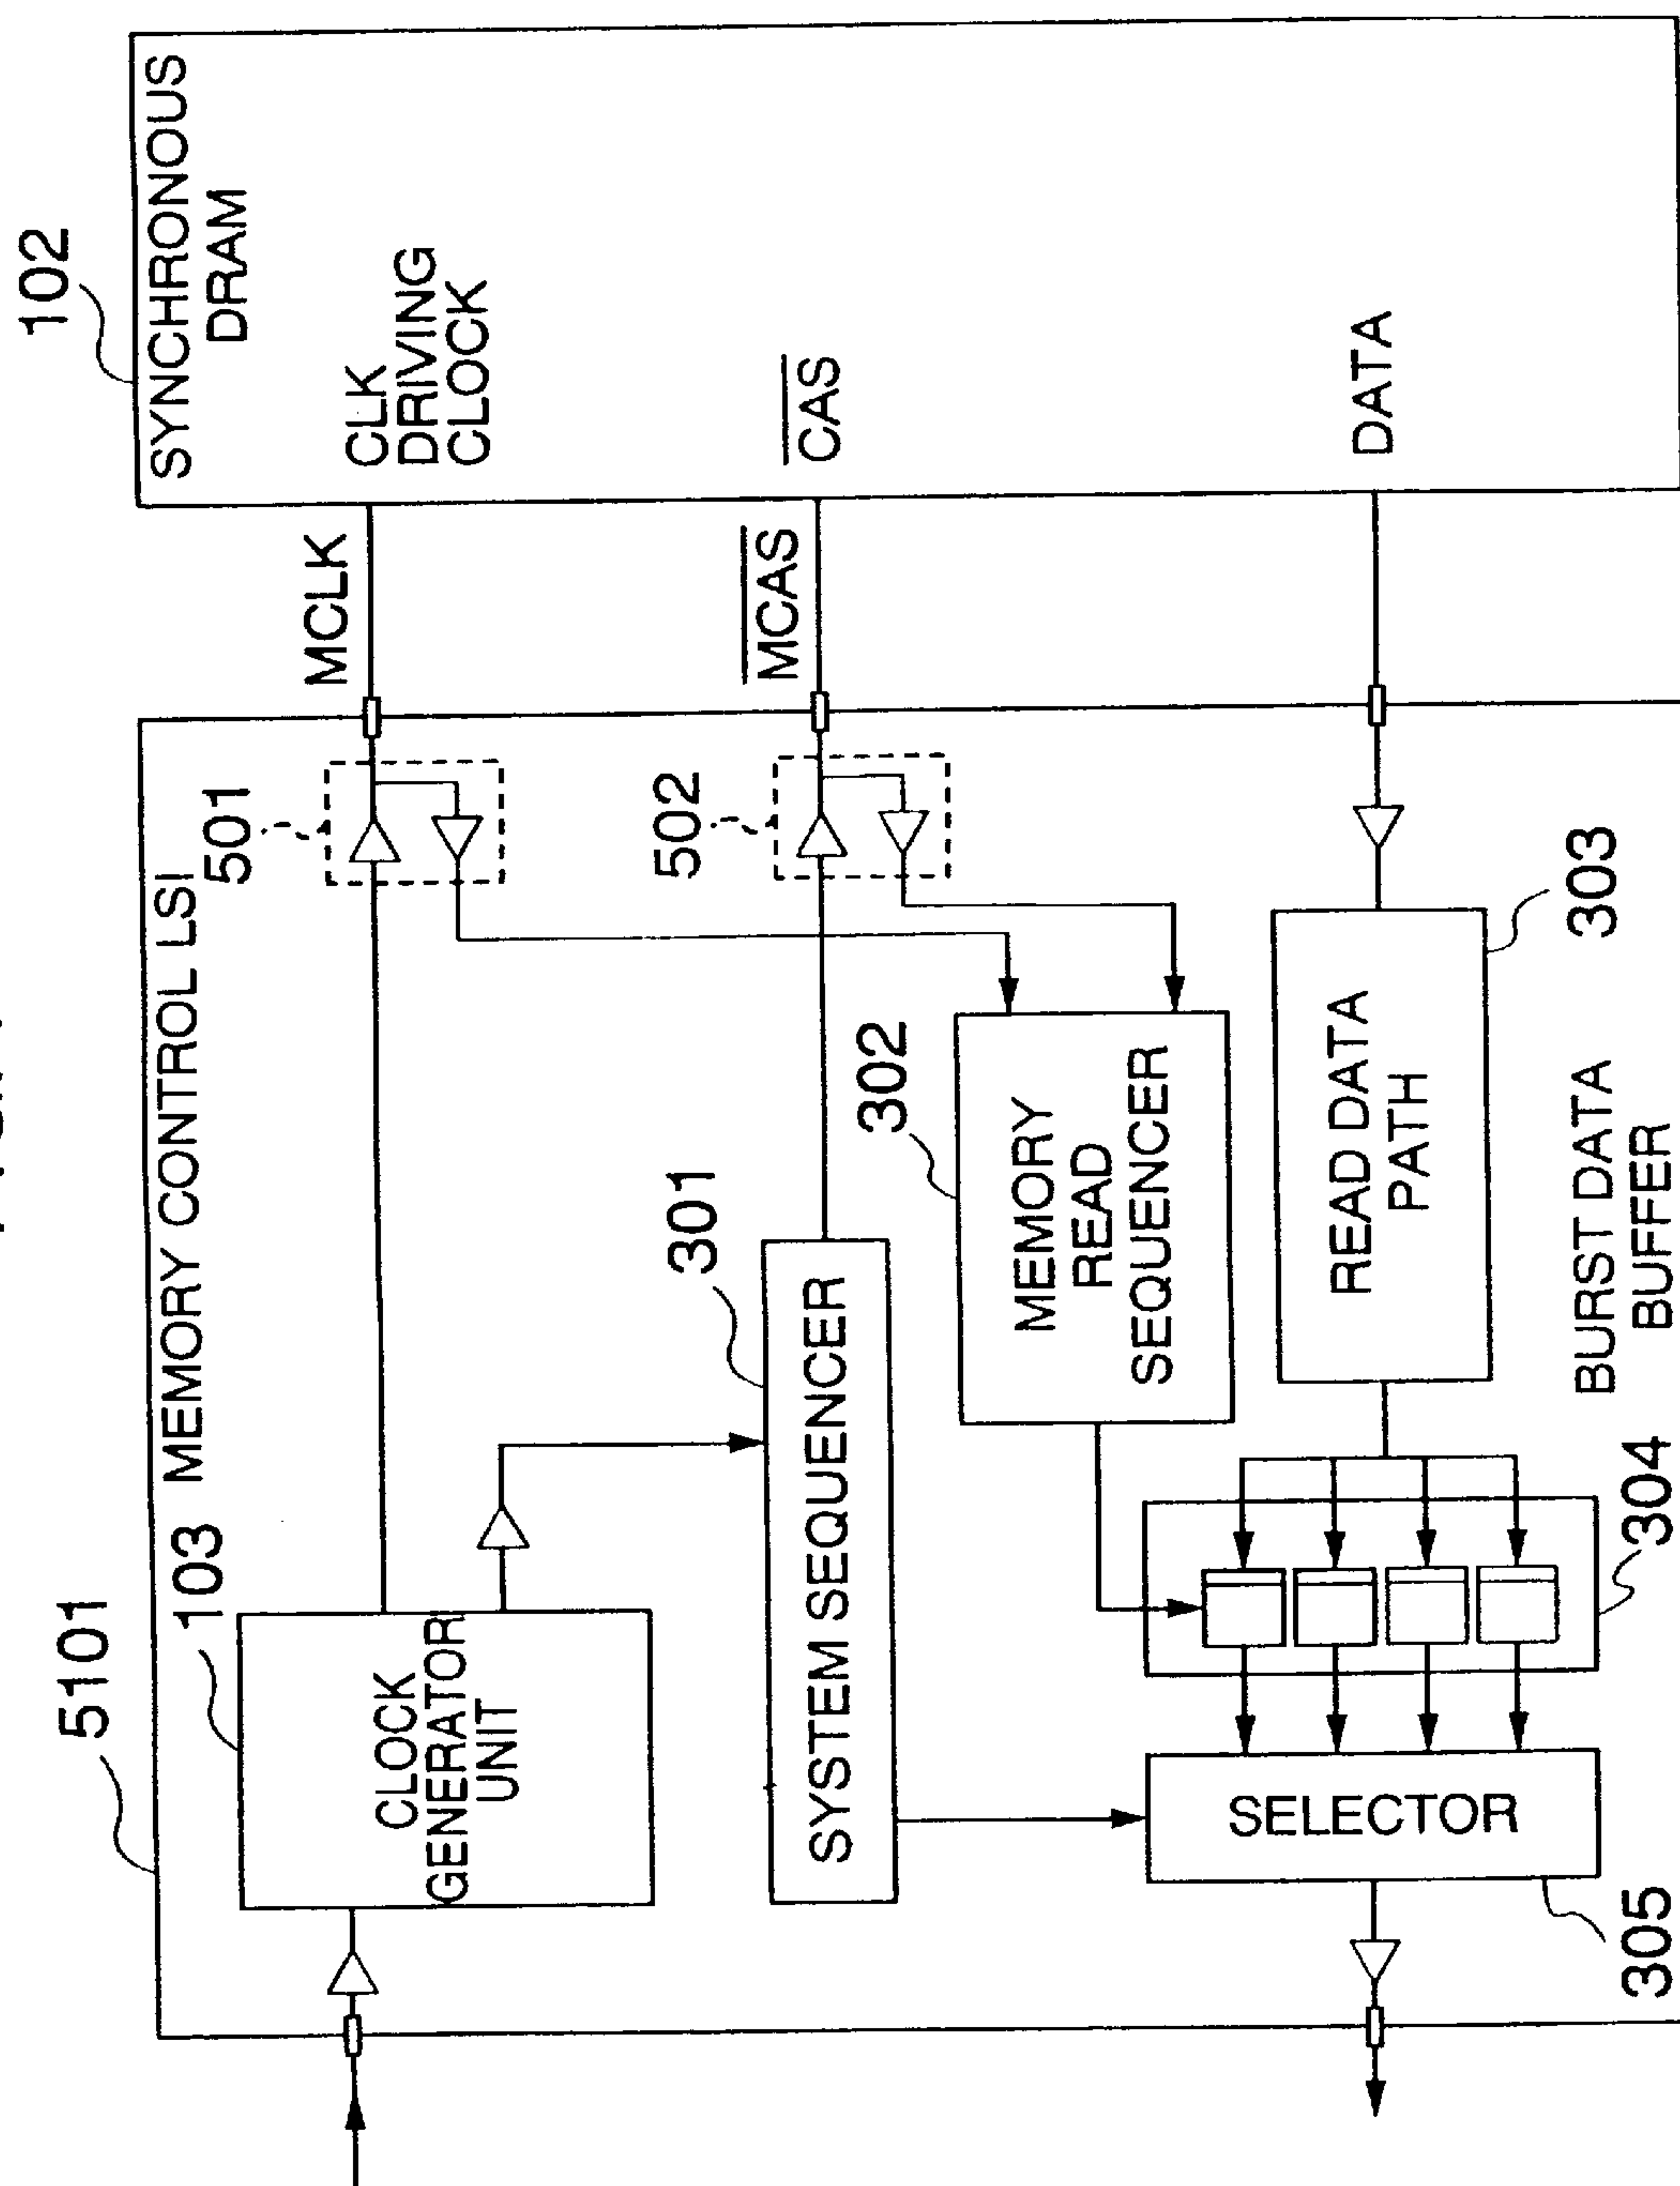 5101
103
MEMORY CONTROL LSI
CLOCK
GENERATOR
UNIT
501
MCLK
102
SYNCHRONOUS
DRAM
CLK
DRIVING
CLOCK
301
SYSTEM SEQUENCER
502
MCAS
CAS
302
MEMORY
READ
SEQUENCER
READ DATA
PATH
303
DATA
SELECTOR
305
304
BURST DATA
BUFFER